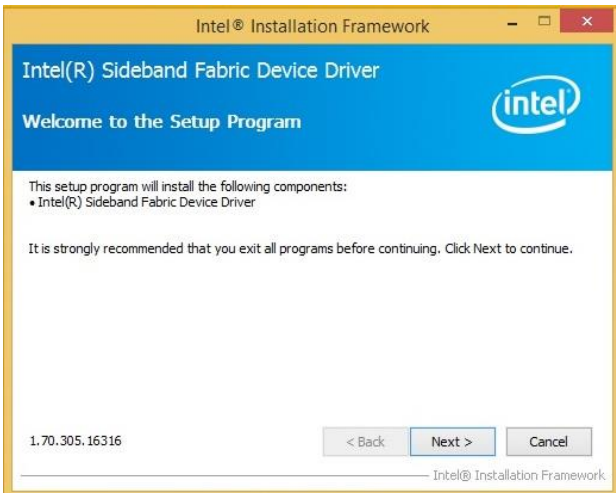 Intel® Installation Framework
Intel(R) Sideband Fabric Device Driver
intel
Welcome to the Setup Program
This setup program will install the following components:
• Intel(R) Sideband Fabric Device Driver
It is strongly recommended that you exit all programs before continuing. Click Next to continue.
1.70.305.16316
< Back Next > Cancel
Intel® Installation Framework